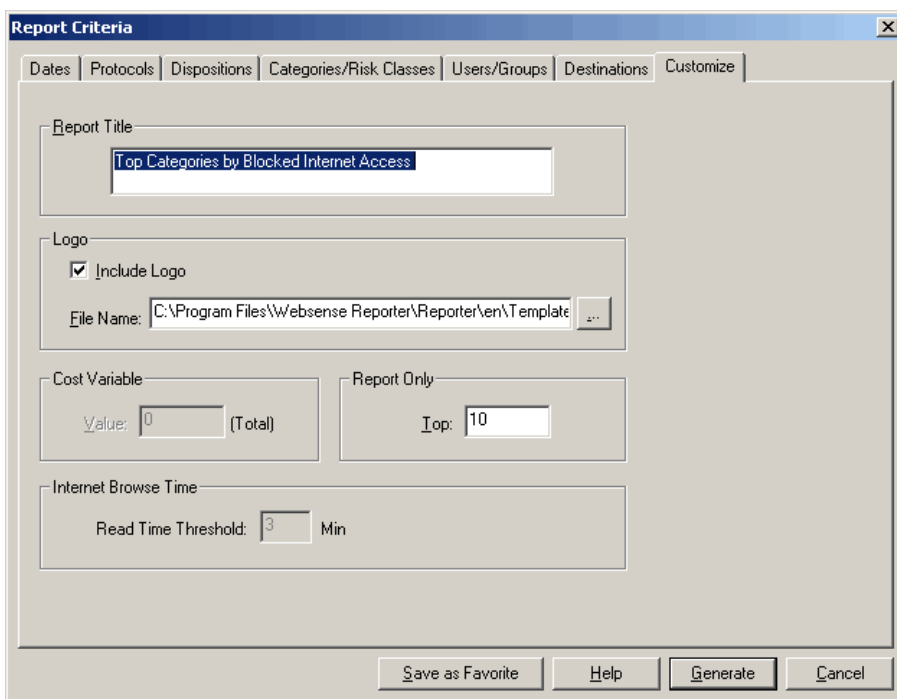 Report Criteria
Dates Protocols Dispositions Categories/Risk Classes Users/Groups Destinations Customize
Report Title
Top Categories by Blocked Internet Access
Logo
Include Logo
File Name: C:\Program Files\Websense Reporter\Reporter\en\Template ...
Cost Variable Report Only
Value: 0 (Total) Top: 10
Internet Browse Time
Read Time Threshold: 3 Min
Save as Favorite Help Generate Cancel